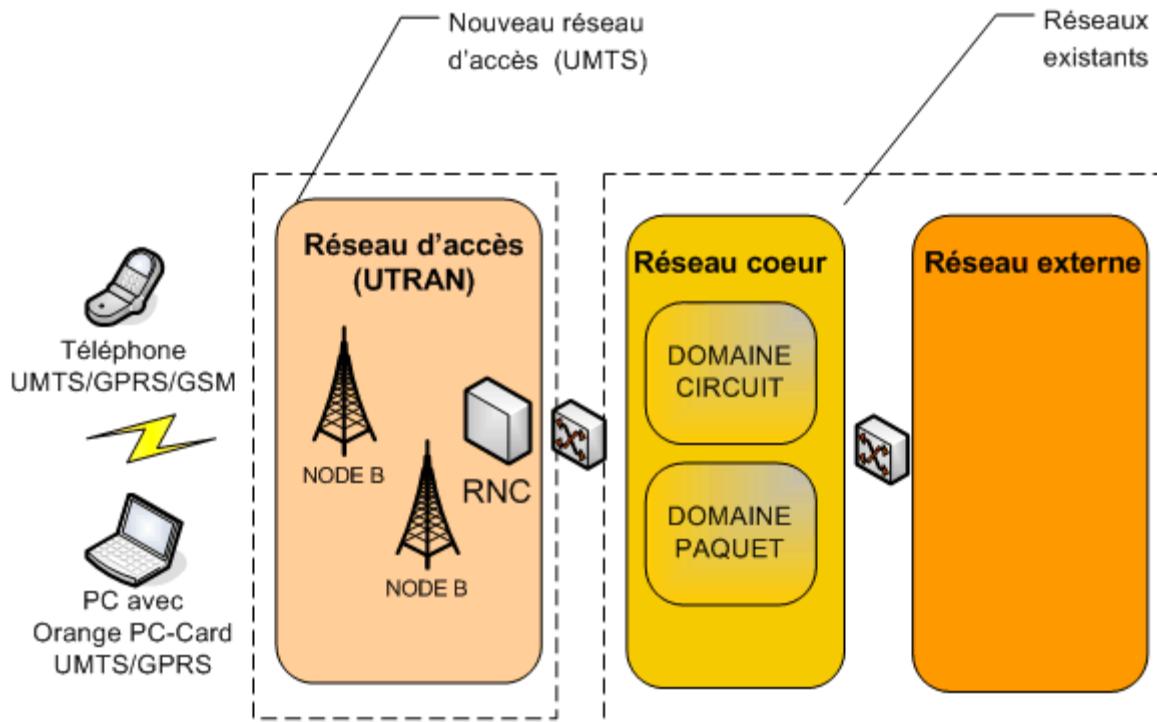 Nouveau réseau
d'accès (UMTS)
Réseaux
existants
Réseau d'accès
(UTRAN)
Réseau coeur
Réseau externe
Téléphone
UMTS/GPRS/GSM
DOMAINE
CIRCUIT
NODE B
RNC
DOMAINE
PAQUET
NODE B
PC avec
Orange PC-Card
UMTS/GPRS